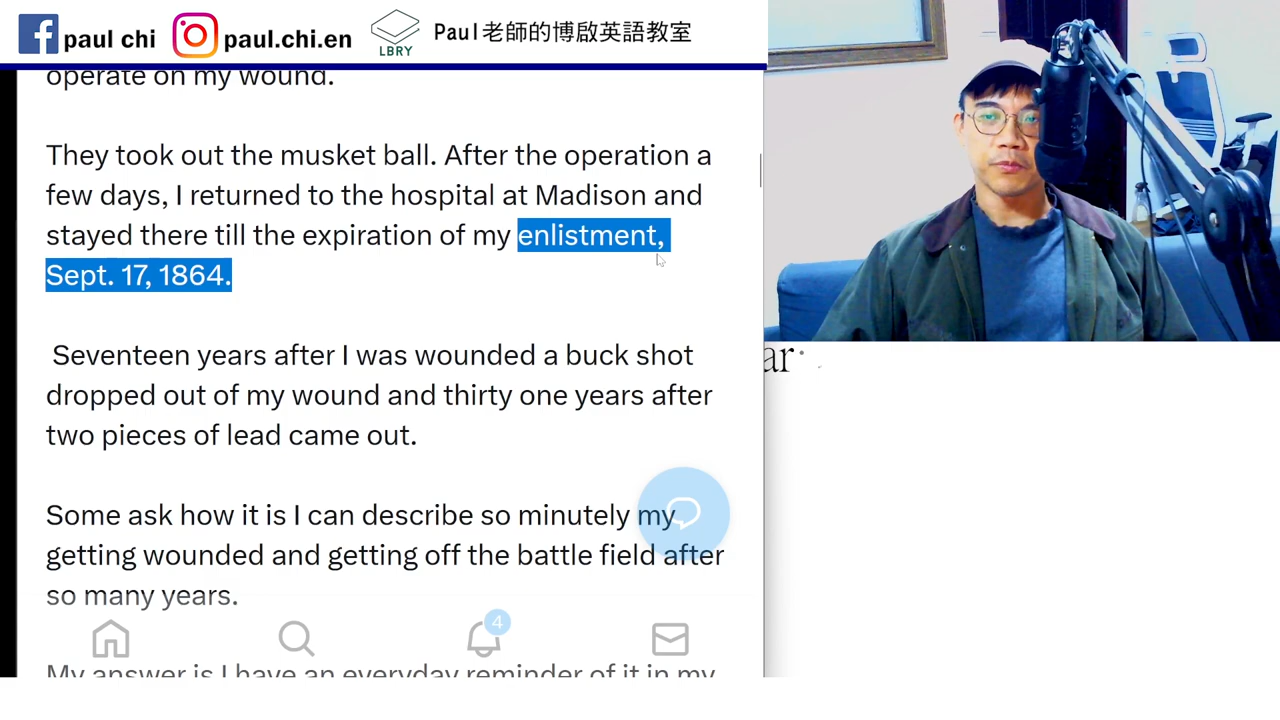 paul chi
paul.chi.en
LBRY
Paul老師的博啟英語教室
operate on my wound.
They took out the musket ball. After the operation a
few days, I returned to the hospital at Madison and
stayed there till the expiration of my enlistment,
Sept. 17, 1864.
Seventeen years after I was wounded a buck shot
dropped out of my wound and thirty one years after
two pieces of lead came out.
Some ask how it is I can describe so minutely my
getting wounded and getting off the battle field after
so many years.
4
My answer is I have an everyday reminder of it in my
ar